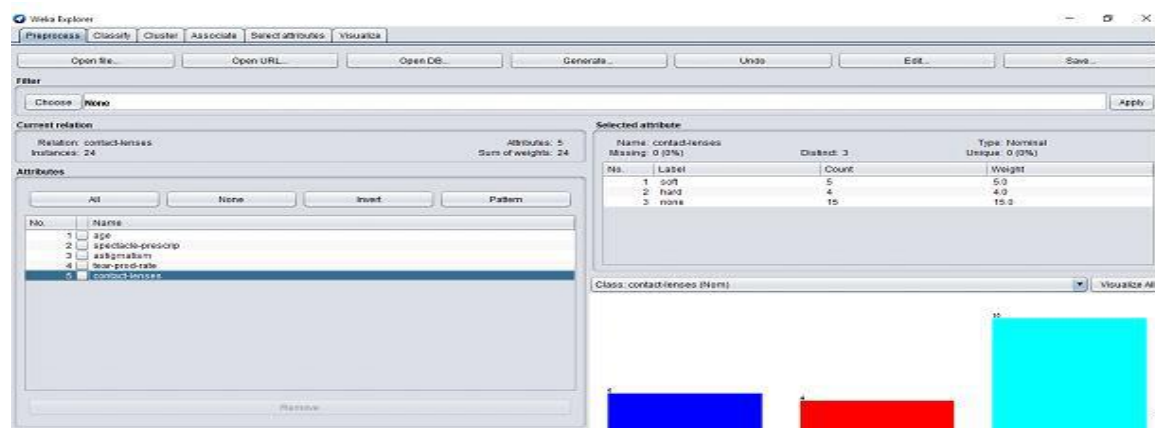 Weka Explorer
Preprocess Classify Cluster Associate Select attributes Visualize
Open file... Open URL... Open DB... Generate... Undo Edit... Save...
Filter
Choose None Apply
Current relation
Relation: contact-lenses Attributes: 5
Instances: 24 Sum of weights: 24
Attributes
All None Invert Pattern
No. Name
1 age
2 spectacle-prescrip
3 astigmatism
4 tear-prod-rate
5 contact-lenses
Remove
Selected attribute
Name: contact-lenses Type: Nominal
Missing: 0 (0%) Distinct: 3 Unique: 0 (0%)
No. Label Count Weight
1 soft 5 5.0
2 hard 4 4.0
3 none 15 15.0
Class: contact-lenses (Nom) Visualize All
15
5
4